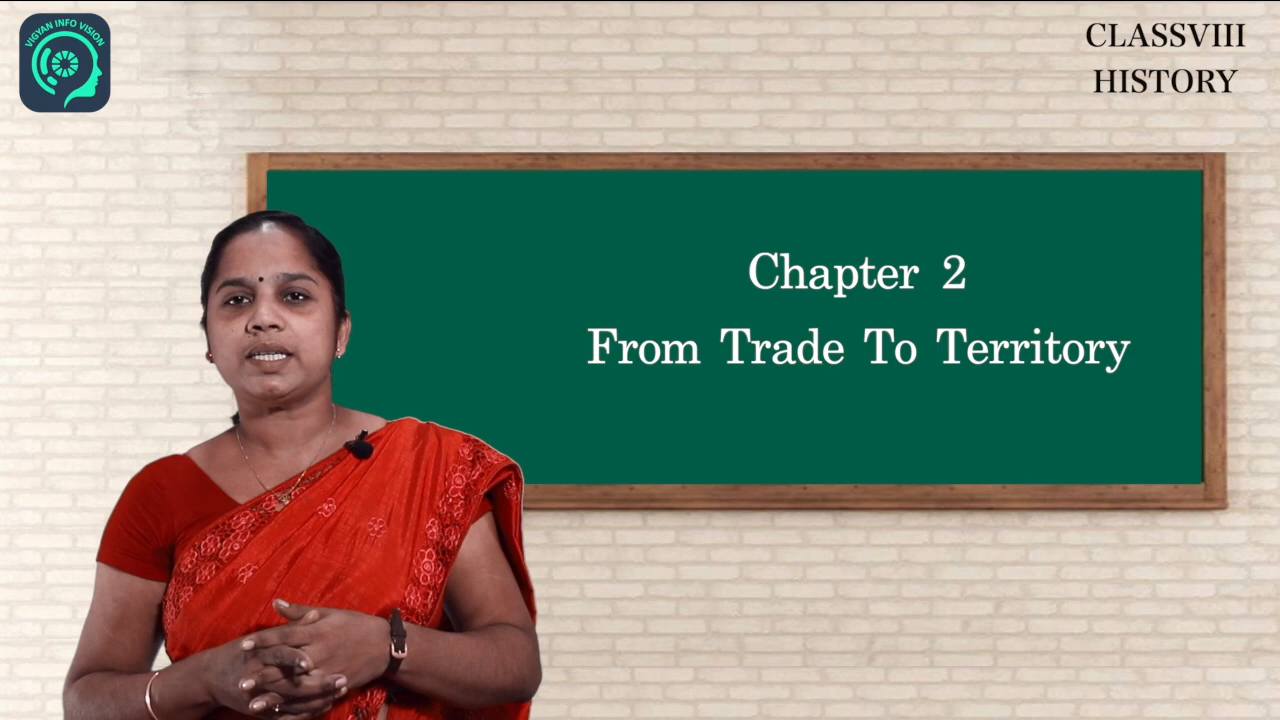 VIGYAN INFO VISION
CLASSVIII
HISTORY
Chapter 2
From Trade To Territory